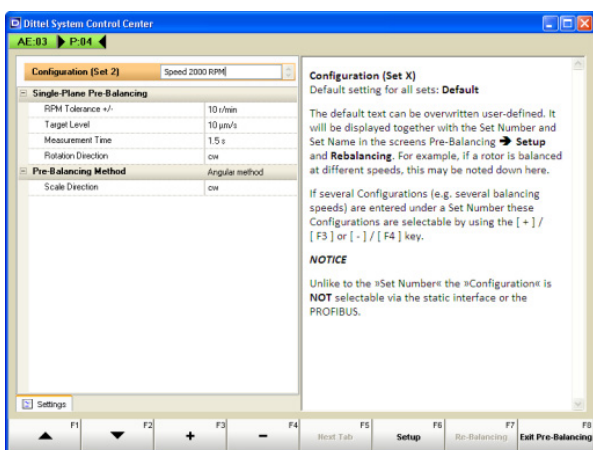 Dittel System Control Center
AE:03 P:04
Configuration (Set 2) Speed 2000 RPM
Single-Plane Pre-Balancing
RPM Tolerance +/- 10 r/min
Target Level 10 µm/s
Measurement Time 1.5 s
Rotation Direction cw
Pre-Balancing Method Angular method
Scale Direction cw
Settings
Configuration (Set X)
Default setting for all sets: Default
The default text can be overwritten user-defined. It
will be displayed together with the Set Number and
Set Name in the screens Pre-Balancing ➔ Setup
and Rebalancing. For example, if a rotor is balanced
at different speeds, this may be noted down here.
If several Configurations (e.g. several balancing
speeds) are entered under a Set Number these
Configurations are selectable by using the [ + ] /
[ F3 ] or [ - ] / [ F4 ] key.
NOTICE
Unlike to the »Set Number« the »Configuration« is
NOT selectable via the static interface or the
PROFIBUS.
F1 F2 F3 F4 F5 F6 F7 F8
+ - Next Tab Setup Re-Balancing Exit Pre-Balancing